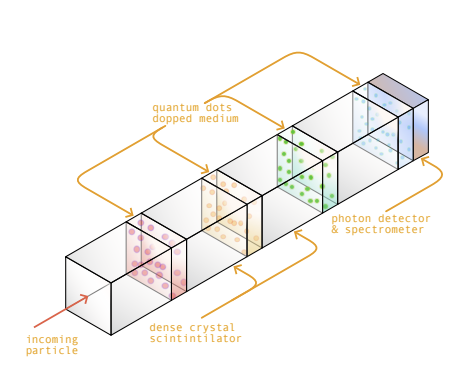 quantum dots
dopped medium
photon detector
& spectrometer
dense crystal
scintintilator
incoming
particle